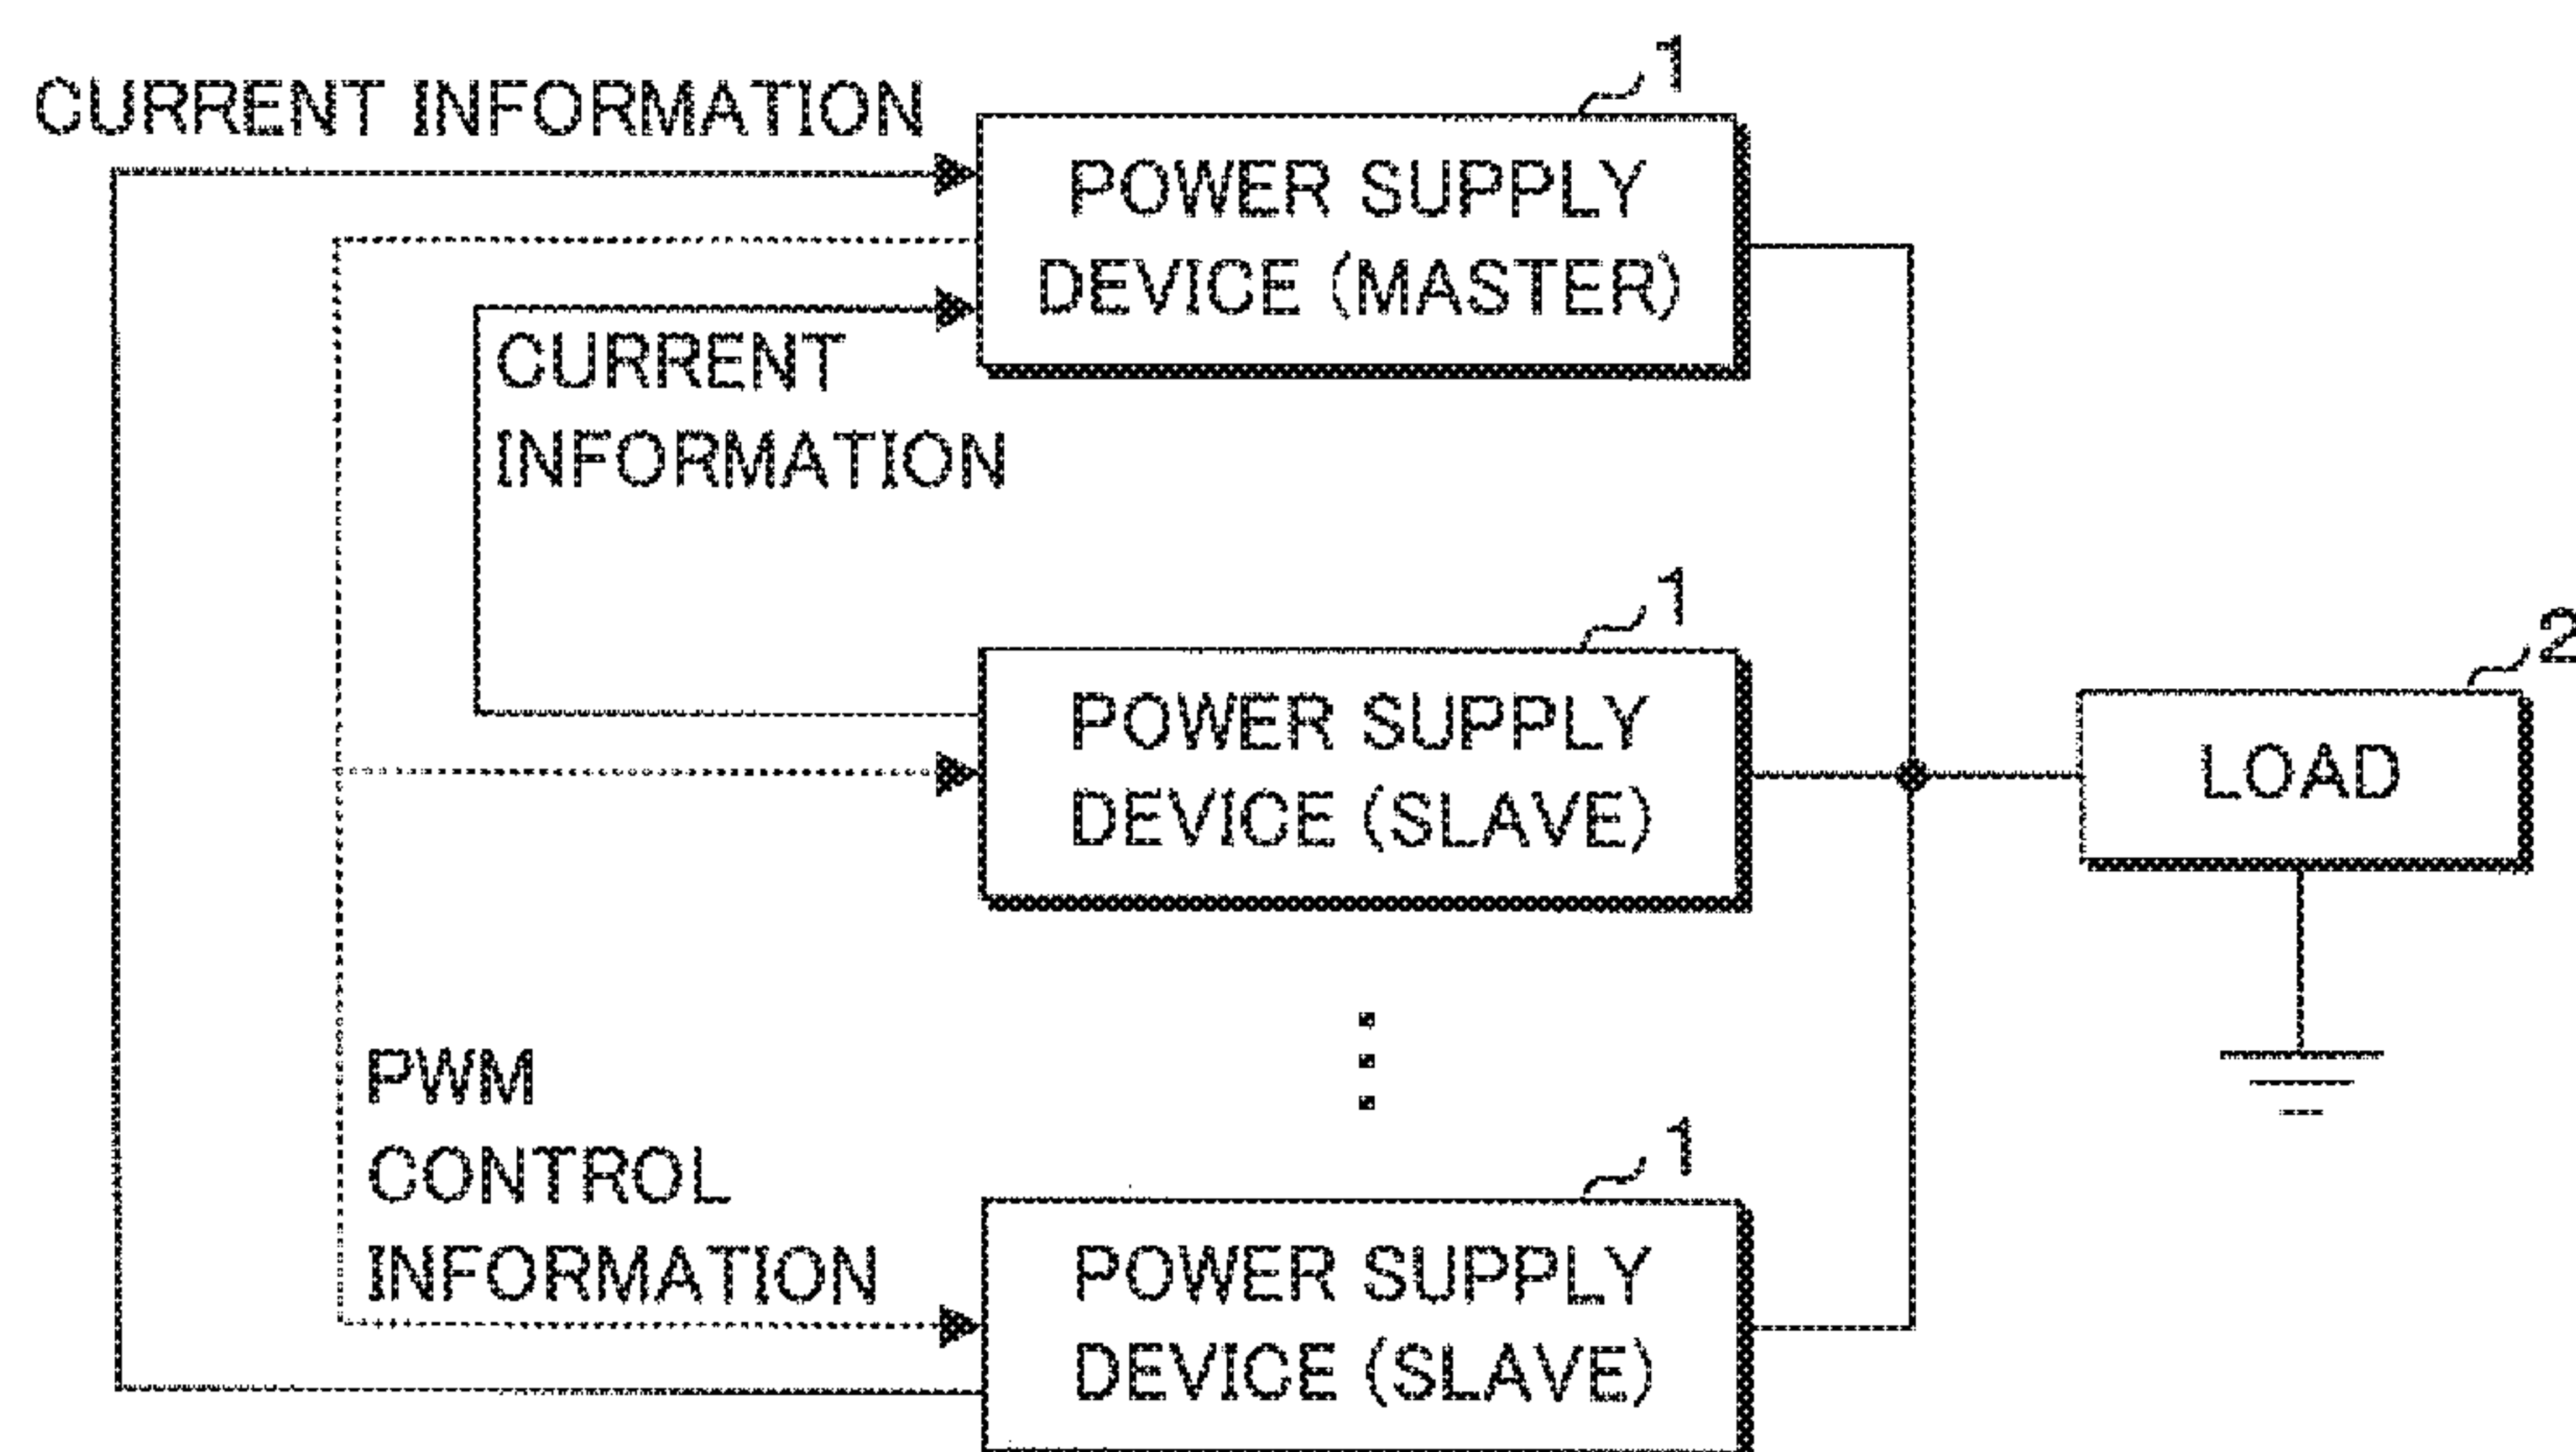 1
CURRENT INFORMATION
POWER SUPPLY
DEVICE (MASTER)
CURRENT
INFORMATION
1
2
POWER SUPPLY
DEVICE (SLAVE)
LOAD
PWM
CONTROL
INFORMATION
1
POWER SUPPLY
DEVICE (SLAVE)